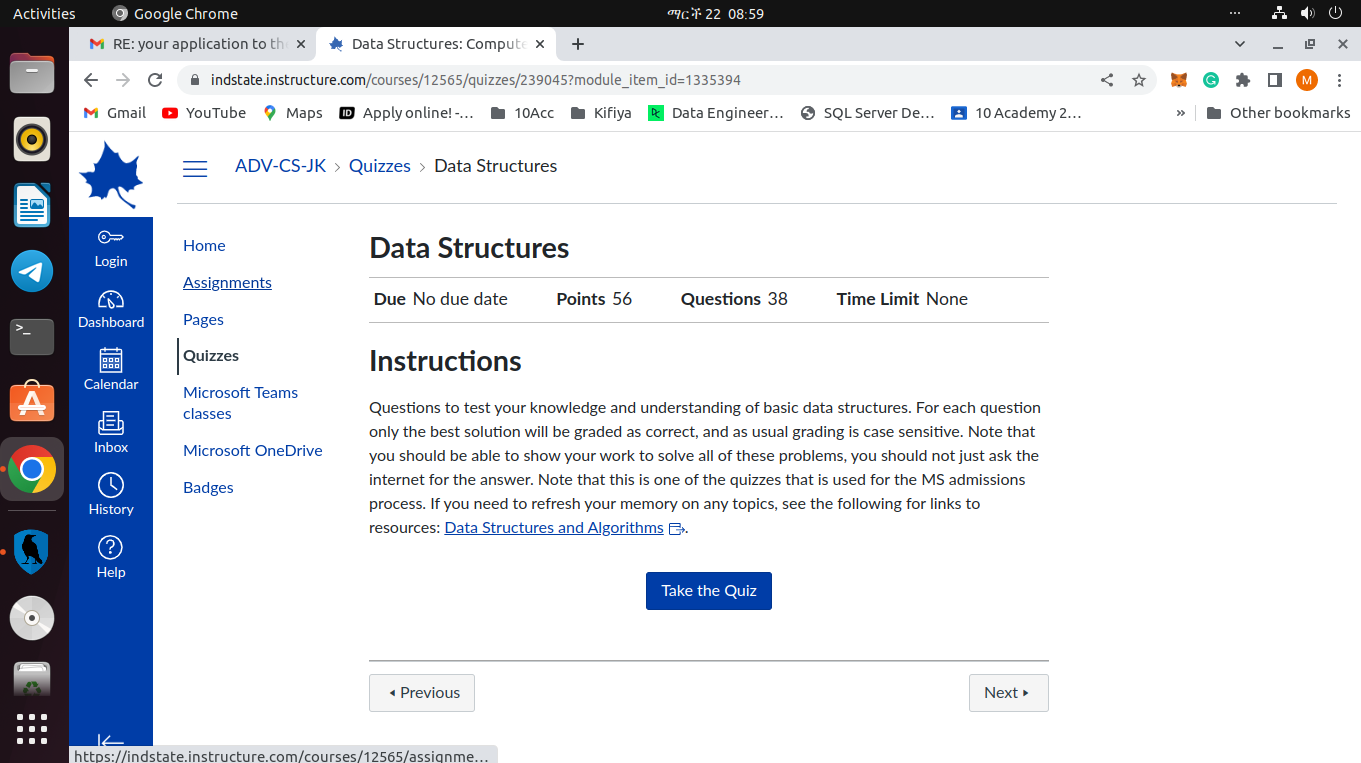 Activities
Google Chrome
ማርች 22 08:59
RE: your application to the
Data Structures: Compute
indstate.instructure.com/courses/12565/quizzes/239045?module_item_id=1335394
M
Gmail
YouTube
Maps
ID
Apply online! -...
10Acc
Kifiya
Data Engineer...
SQL Server De...
10 Academy 2...
»
Other bookmarks
ADV-CS-JK › Quizzes › Data Structures
Login
Dashboard
Calendar
Inbox
History
Help
Home
Assignments
Pages
Quizzes
Microsoft Teams
classes
Microsoft OneDrive
Badges
Data Structures
Due No due date Points 56 Questions 38 Time Limit None
Instructions
Questions to test your knowledge and understanding of basic data structures. For each question
only the best solution will be graded as correct, and as usual grading is case sensitive. Note that
you should be able to show your work to solve all of these problems, you should not just ask the
internet for the answer. Note that this is one of the quizzes that is used for the MS admissions
process. If you need to refresh your memory on any topics, see the following for links to
resources: Data Structures and Algorithms.
Take the Quiz
Previous
Next
https://indstate.instructure.com/courses/12565/assignme...